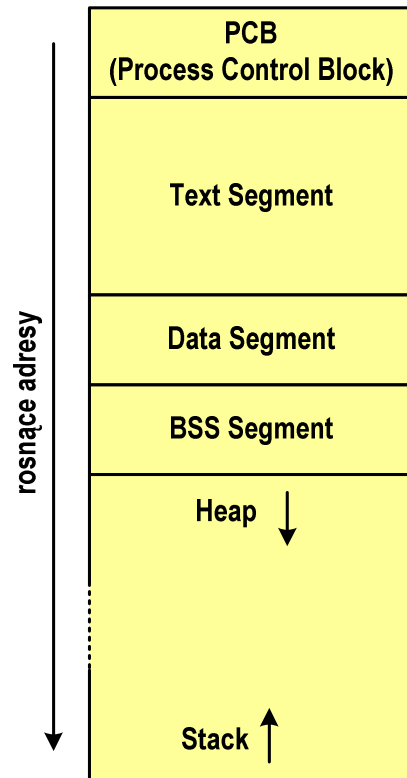 PCB
(Process Control Block)
Text Segment
Data Segment
BSS Segment
Heap
Stack
rosnące adresy